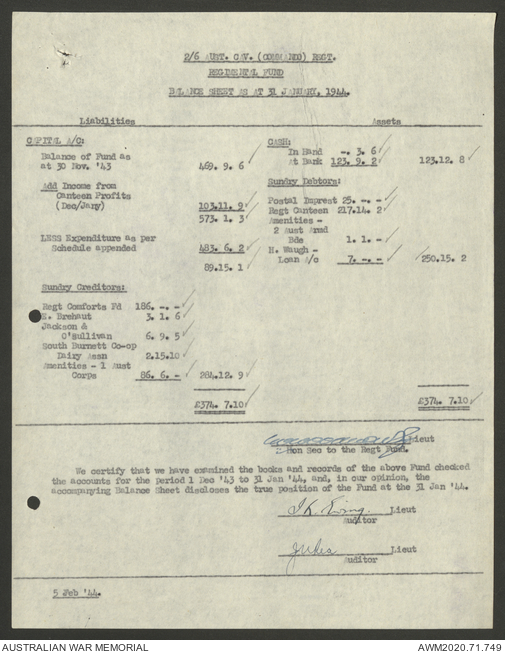 2/6 AUST. CAV. (COMMANDO) REGT.
REGIMENTAL FUND
BALANCE SHEET AS AT 31 JANUARY, 1944.
Liabilities
Assets
CAPITAL A/C:
Balance of Fund as
at 30 Nov. '43 469. 9. 6
Add Income from
Canteen Profits
(Dec/Jany) 103.11. 9
573. 1. 3
LESS Expenditure as per
Schedule appended 483. 6. 2
89.15. 1
Sundry Creditors:
Regt Comforts Fd 186. -. -
E. Brehaut 3. 1. 6
Jackson &
O'Sullivan 6. 9. 5
South Burnett Co-op
Dairy Assn 2.15.10
Amenities - 1 Aust
Corps 86. 6. - 284.12. 9
£374. 7.10
CASH:
In Hand -. 3. 6
At Bank 123. 9. 2 123.12. 8
Sundry Debtors:
Postal Imprest 25. -. -
Regt Canteen 217.14. 2
Amenities -
2 Aust Armd
Bde 1. 1. -
H. Waugh -
Loan A/c 7. -. - 250.15. 2
£374. 7.10
Lieut
Hon Sec to the Regt Fund.
We certify that we have examined the books and records of the above Fund checked
the accounts for the period 1 Dec '43 to 31 Jan '44, and, in our opinion, the
accompanying Balance Sheet discloses the true position of the Fund at the 31 Jan '44.
Lieut
Auditor
Lieut
Auditor
5 Feb '44.
AUSTRALIAN WAR MEMORIAL
AWM2020.71.749